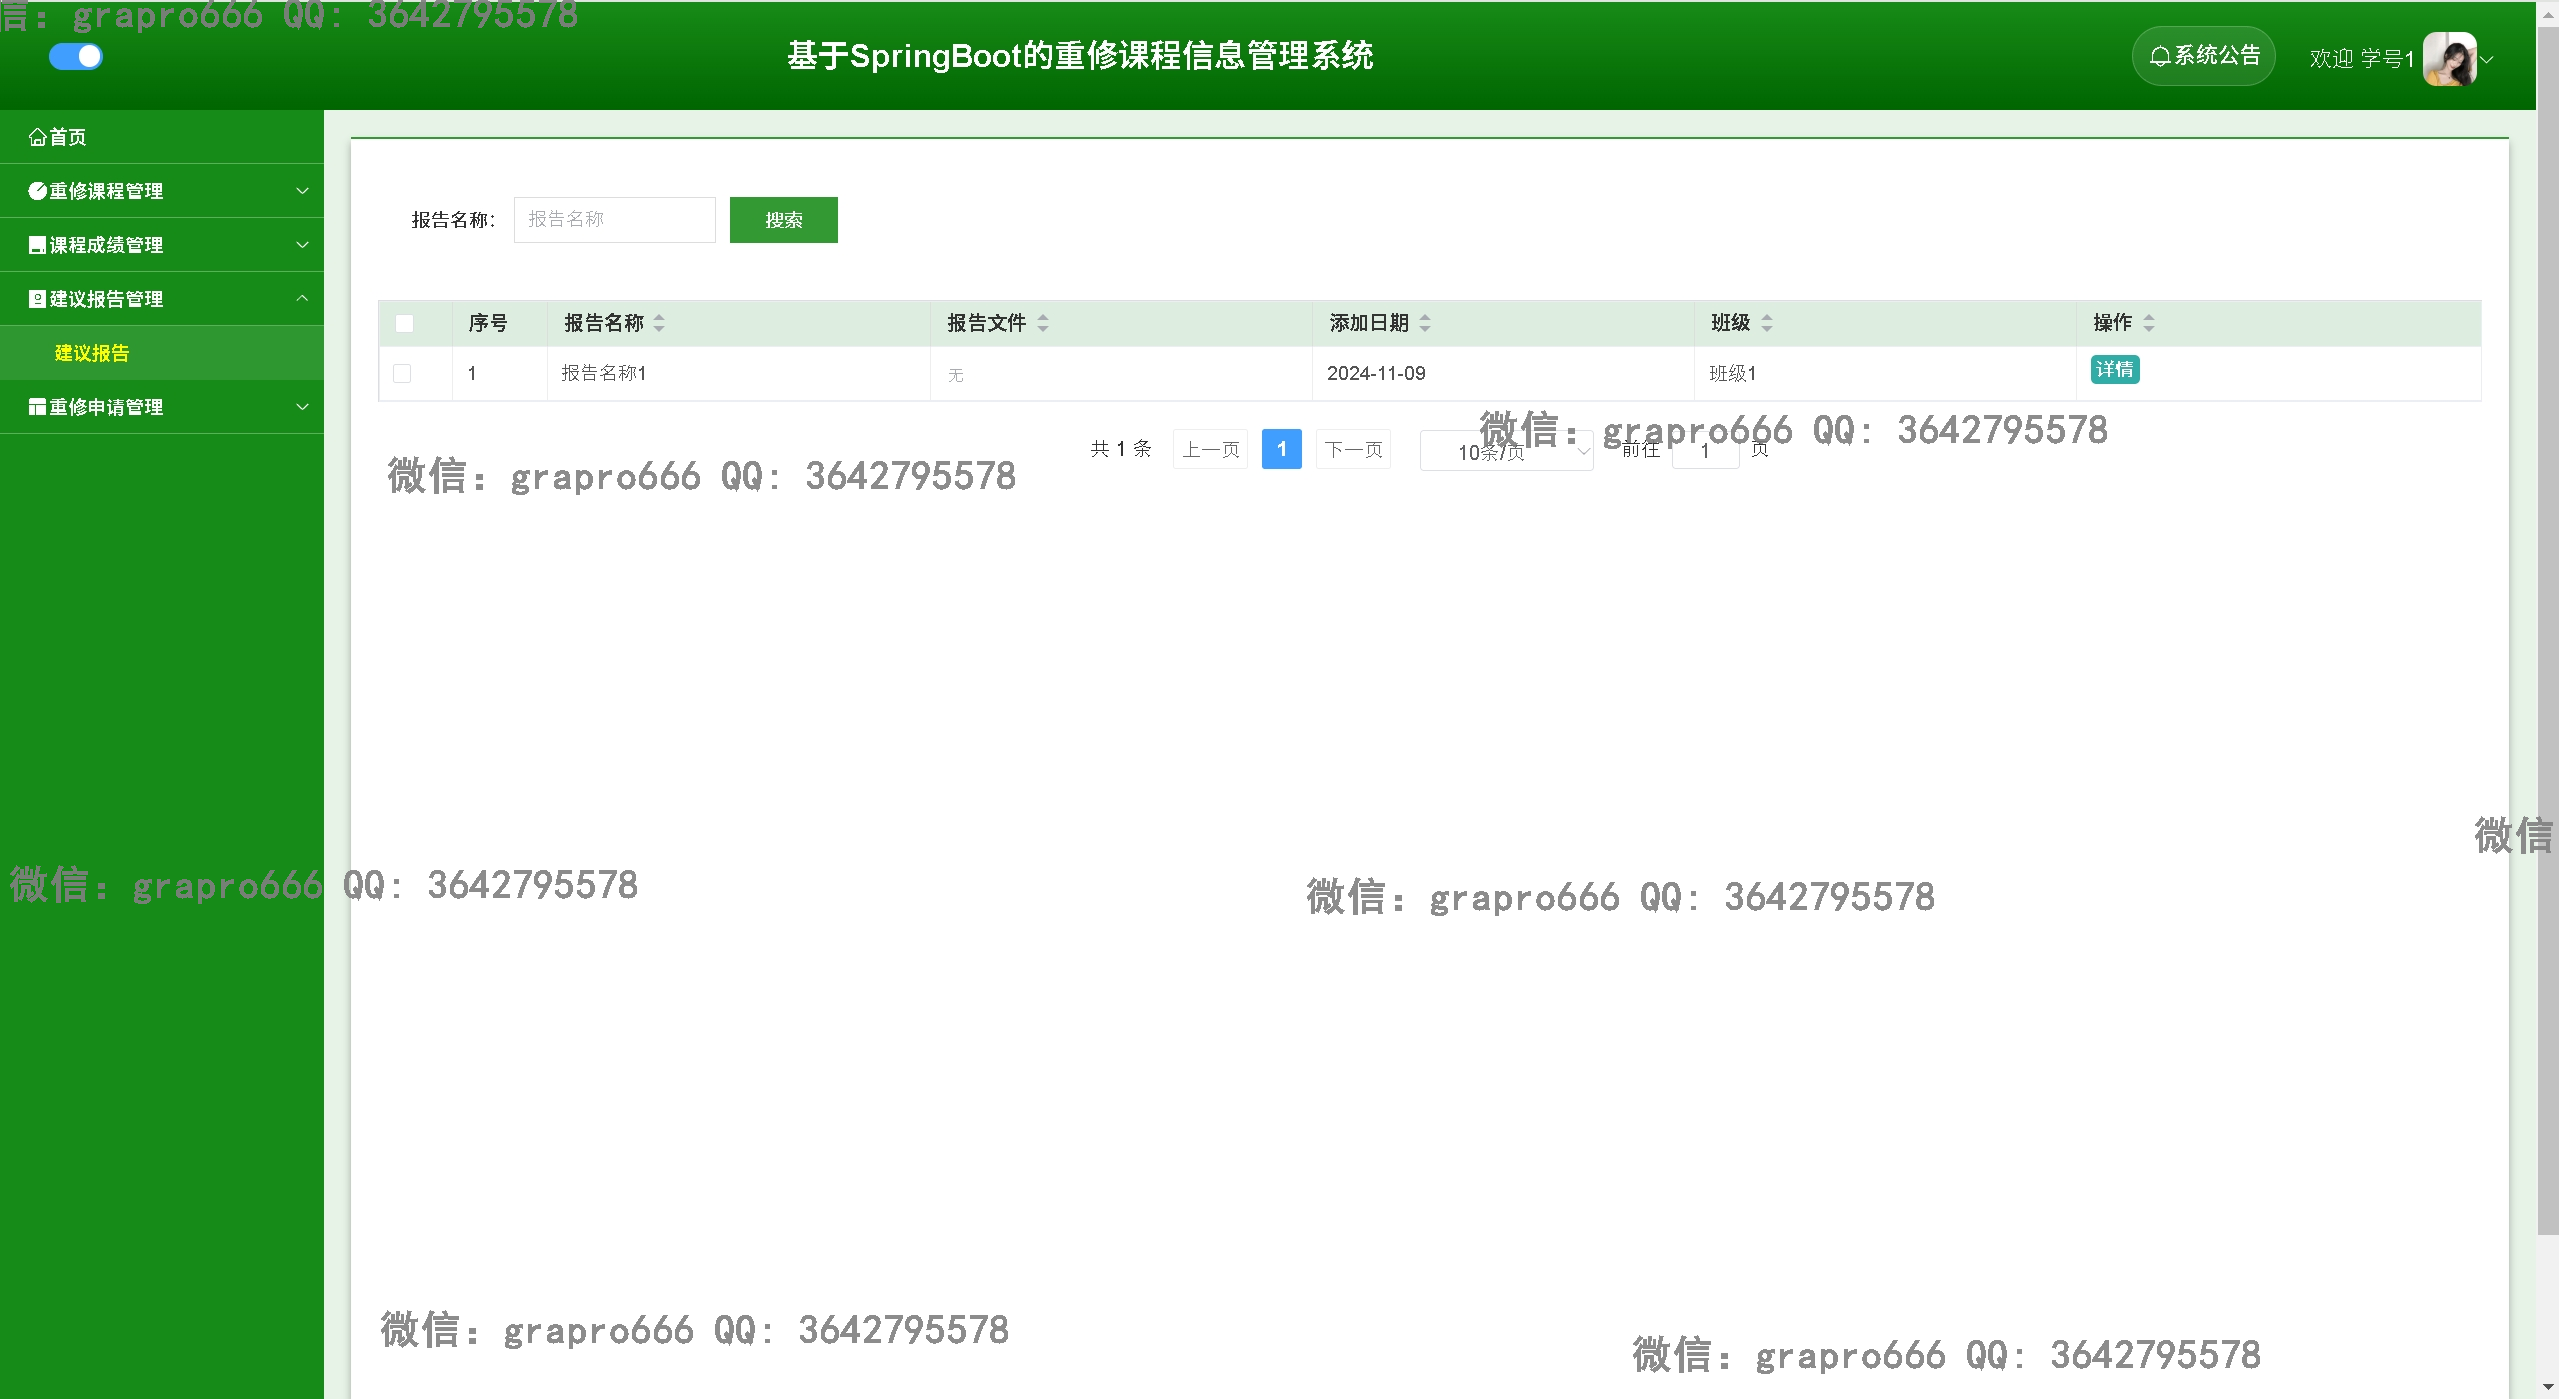 信: grapro666 QQ: 3642795578
基于SpringBoot的重修课程信息管理系统
系统公告
欢迎 学号1
首页
重修课程管理
课程成绩管理
建议报告管理
建议报告
重修申请管理
报告名称: 报告名称 搜索
序号 报告名称 报告文件 添加日期 班级 操作
1 报告名称1 无 2024-11-09 班级1 详情
共 1 条 上一页 1 下一页 10条/页 前往 1 页
微信: grapro666 QQ: 3642795578
微信: grapro666 QQ: 3642795578
微信
微信: grapro666 QQ: 3642795578
微信: grapro666 QQ: 3642795578
微信: grapro666 QQ: 3642795578
微信: grapro666 QQ: 3642795578